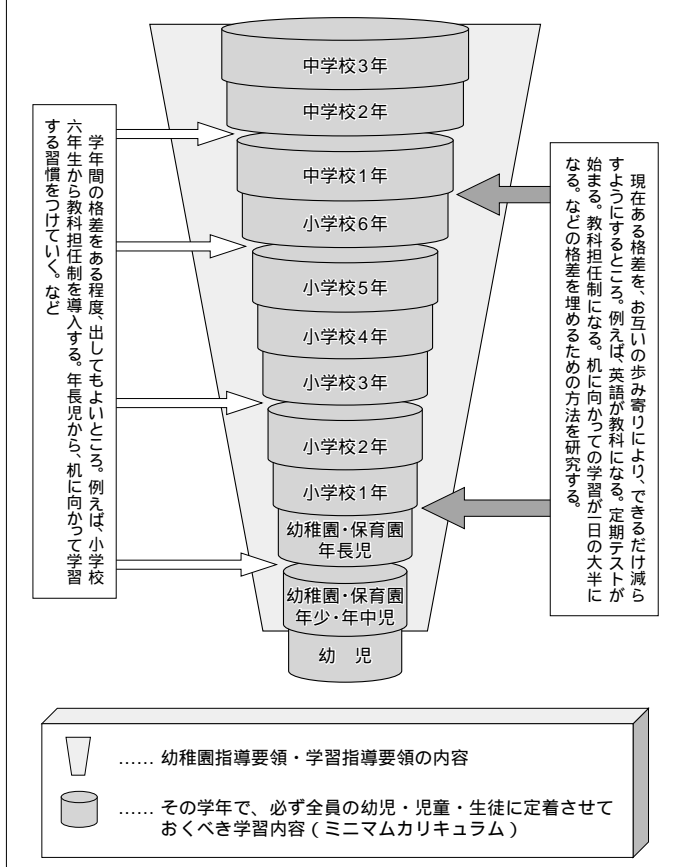 中学校3年
中学校2年
中学校1年
小学校6年
小学校5年
小学校4年
小学校3年
小学校2年
小学校1年
幼稚園・保育園
年長児
幼稚園・保育園
年少・年中児
幼 児
現在ある格差を、お互いの歩み寄りにより、できるだけ減ら
すようにするところ。例えば、英語が教科になる。定期テストが
始まる。教科担任制になる。机に向かっての学習が一日の大半に
なる。などの格差を埋めるための方法を研究する。
学年間の格差をある程度、出してもよいところ。例えば、小学校
六年生から教科担任制を導入する。年長児から、机に向かって学習
する習慣をつけていく。など
…… 幼稚園指導要領・学習指導要領の内容
…… その学年で、必ず全員の幼児・児童・生徒に定着させて
おくべき学習内容(ミニマムカリキュラム)